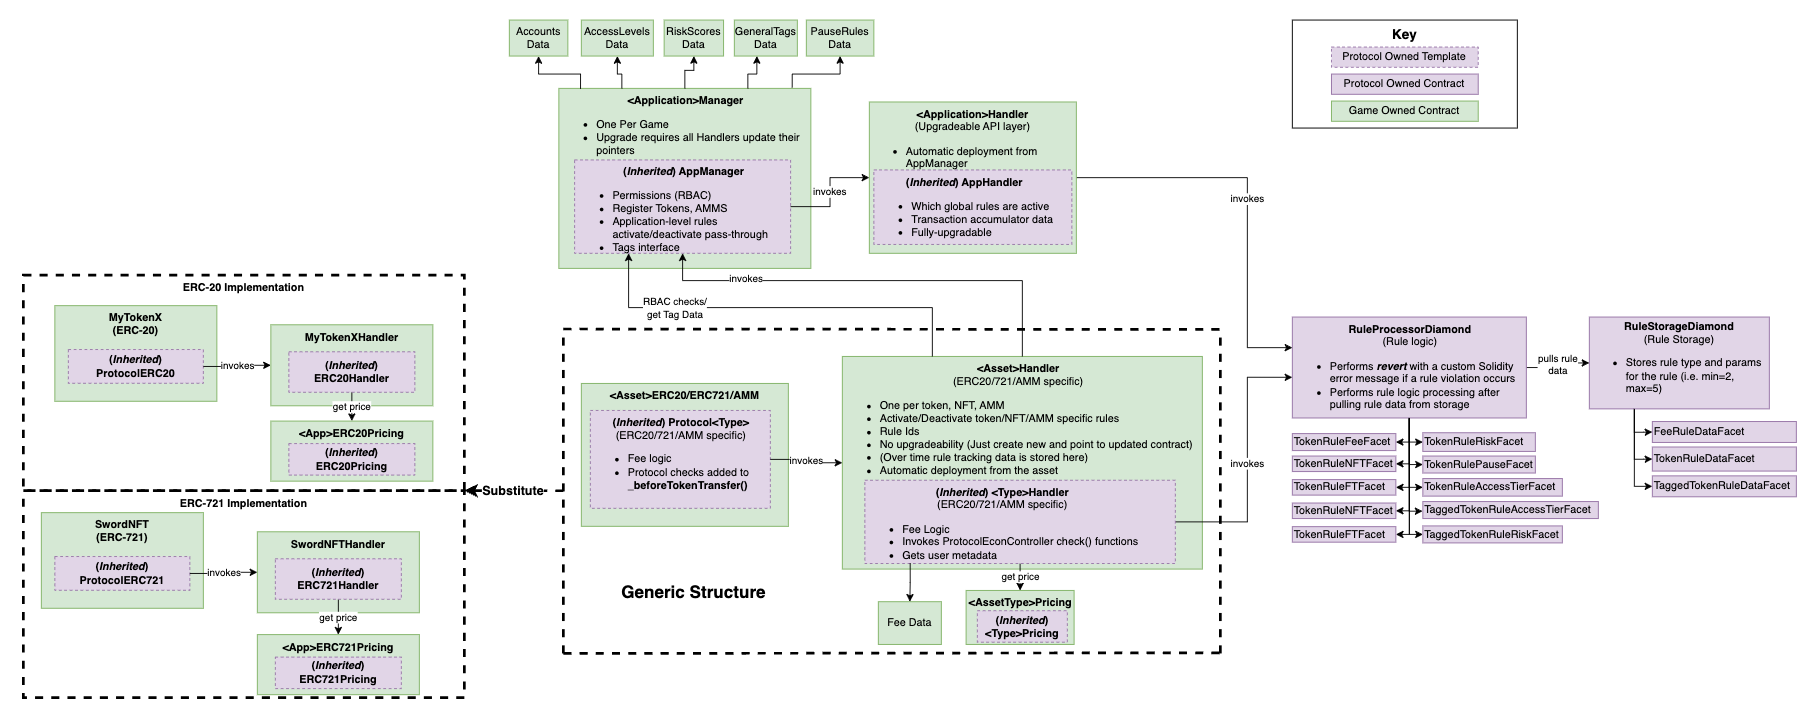 Accounts
Data
AccessLevels
Data
RiskScores
Data
GeneralTags
Data
PauseRules
Data
Key
Protocol Owned Template
Protocol Owned Contract
Game Owned Contract
<Application>Manager
• One Per Game
• Upgrade requires all Handlers update their
pointers
(Inherited) AppManager
• Permissions (RBAC)
• Register Tokens, AMMS
• Application-level rules
activate/deactivate pass-through
• Tags interface
invokes
<Application>Handler
(Upgradeable API layer)
• Automatic deployment from
AppManager
(Inherited) AppHandler
• Which global rules are active
• Transaction accumulator data
• Fully-upgradable
invokes
invokes
RBAC checks/
get Tag Data
ERC-20 Implementation
MyTokenX
(ERC-20)
(Inherited)
ProtocolERC20
invokes
MyTokenXHandler
(Inherited)
ERC20Handler
get price
<App>ERC20Pricing
(Inherited)
ERC20Pricing
ERC-721 Implementation
SwordNFT
(ERC-721)
(Inherited)
ProtocolERC721
invokes
SwordNFTHandler
(Inherited)
ERC721Handler
get price
<App>ERC721Pricing
(Inherited)
ERC721Pricing
Substitute
<Asset>ERC20/ERC721/AMM
(Inherited) Protocol<Type>
(ERC20/721/AMM specific)
• Fee logic
• Protocol checks added to
_beforeTokenTransfer()
invokes
<Asset>Handler
(ERC20/721/AMM specific)
• One per token, NFT, AMM
• Activate/Deactivate token/NFT/AMM specific rules
• Rule Ids
• No upgradeability (Just create new and point to updated contract)
• (Over time rule tracking data is stored here)
• Automatic deployment from the asset
(Inherited) <Type>Handler
(ERC20/721/AMM specific)
• Fee Logic
• Invokes ProtocolEconController check() functions
• Gets user metadata
get price
Generic Structure
Fee Data
<AssetType>Pricing
(Inherited)
<Type>Pricing
invokes
RuleProcessorDiamond
(Rule logic)
• Performs revert with a custom Solidity
error message if a rule violation occurs
• Performs rule logic processing after
pulling rule data from storage
pulls rule
data
RuleStorageDiamond
(Rule Storage)
• Stores rule type and params
for the rule (i.e. min=2,
max=5)
TokenRuleFeeFacet
TokenRuleRiskFacet
TokenRuleNFTFacet
TokenRulePauseFacet
TokenRuleFTFacet
TokenRuleAccessTierFacet
TokenRuleNFTFacet
TaggedTokenRuleAccessTierFacet
TokenRuleFTFacet
TaggedTokenRuleRiskFacet
FeeRuleDataFacet
TokenRuleDataFacet
TaggedTokenRuleDataFacet